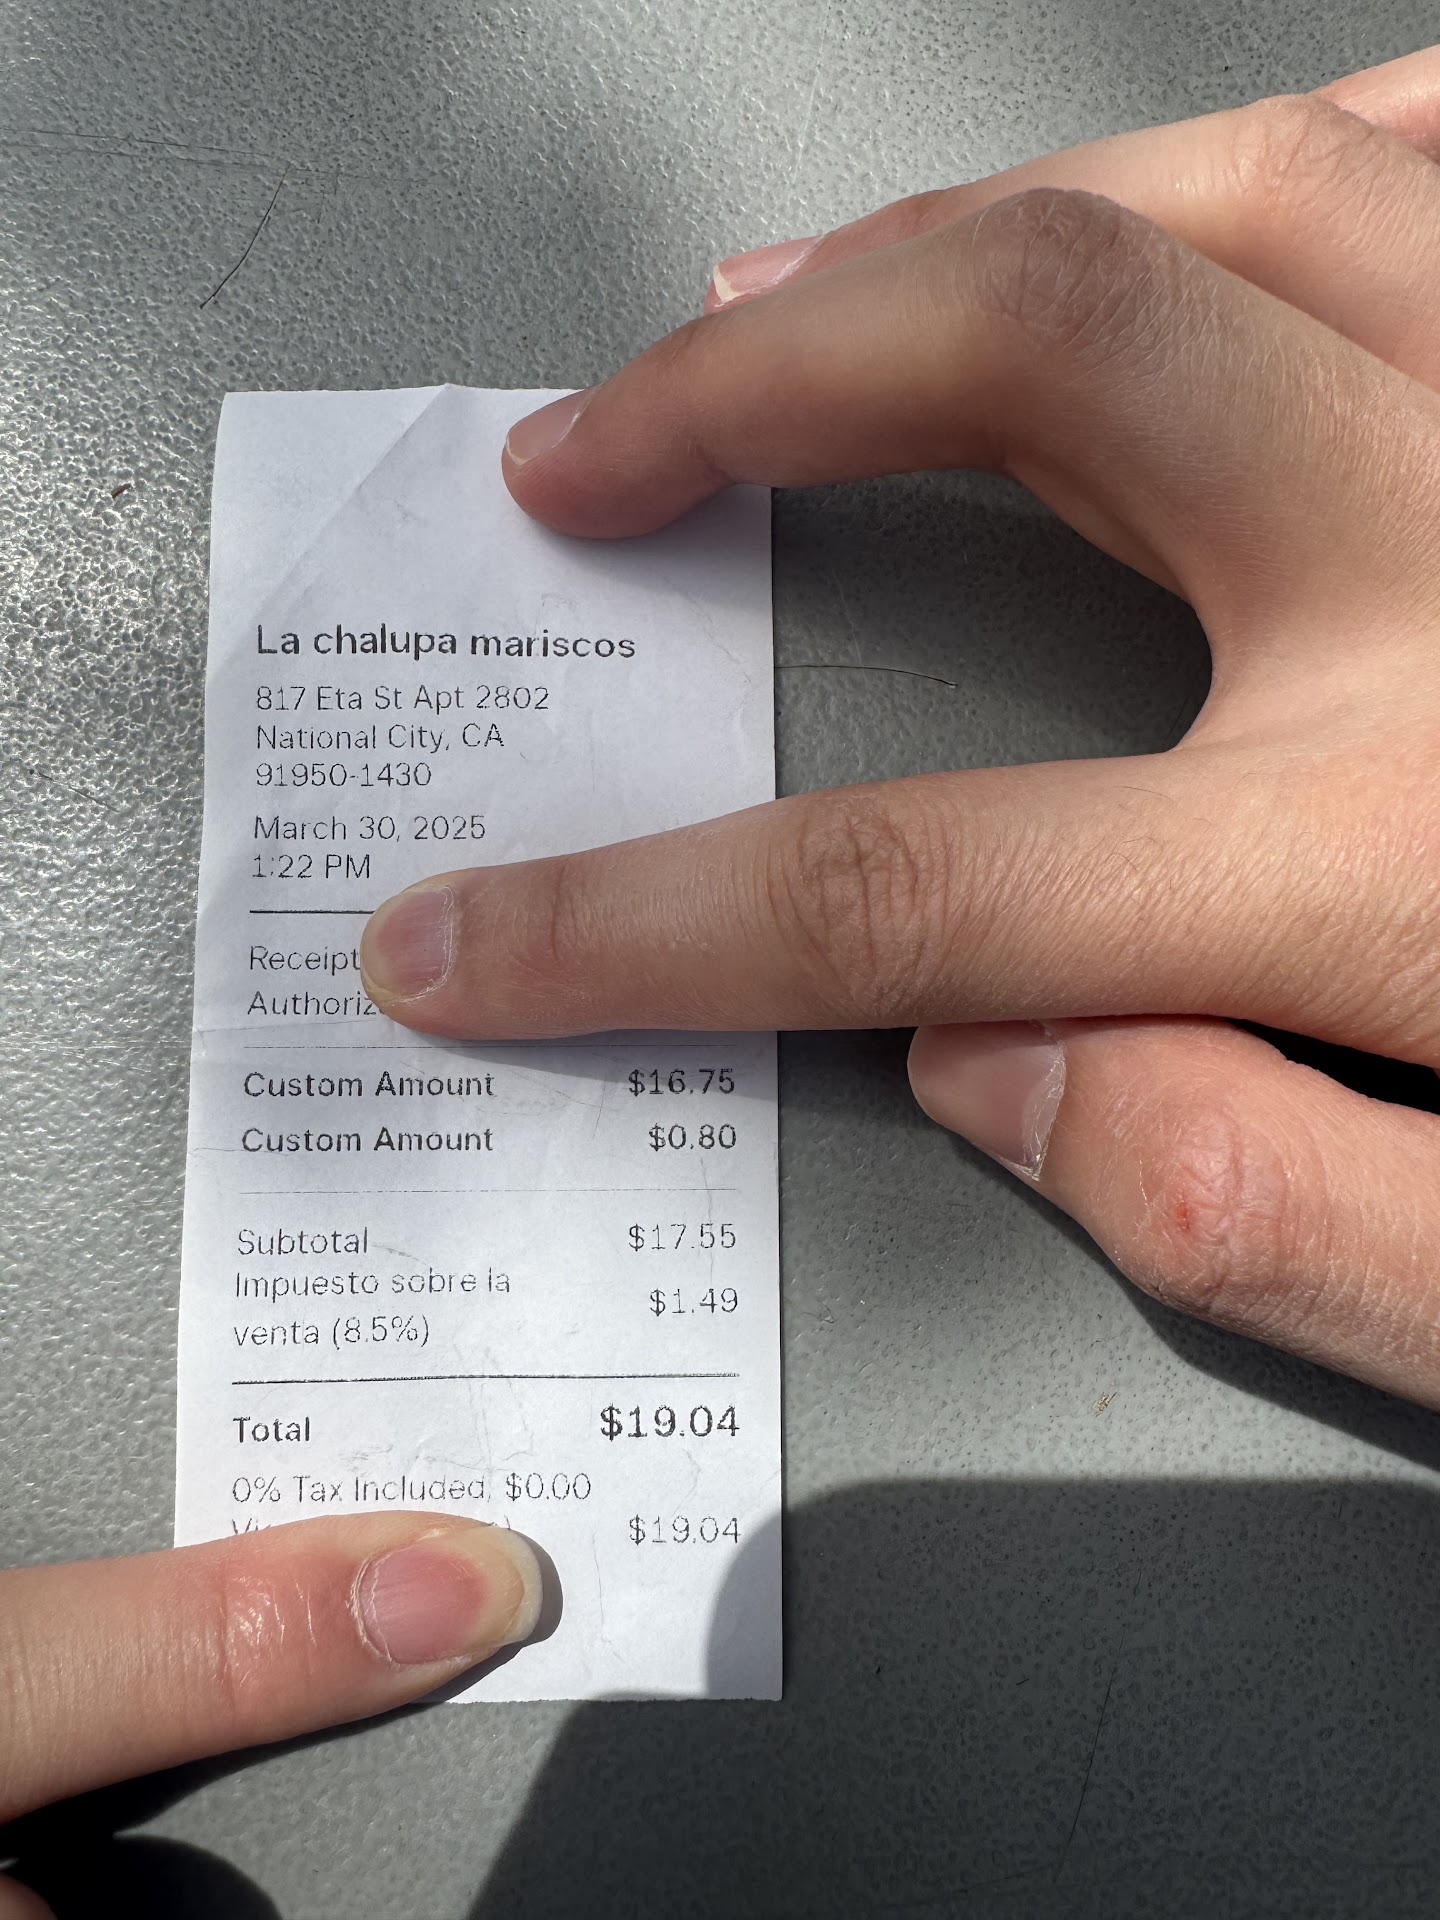 La chalupa mariscos
817 Eta St Apt 2802
National City, CA
91950-1430
March 30, 2025
1:22 PM
Receipt
Custom Amount $16.75
Custom Amount $0.80
Subtotal $17.55
Impuesto sobre la
venta (8.5%) $1.49
Total $19.04
0% Tax Included, $0.00
$19.04